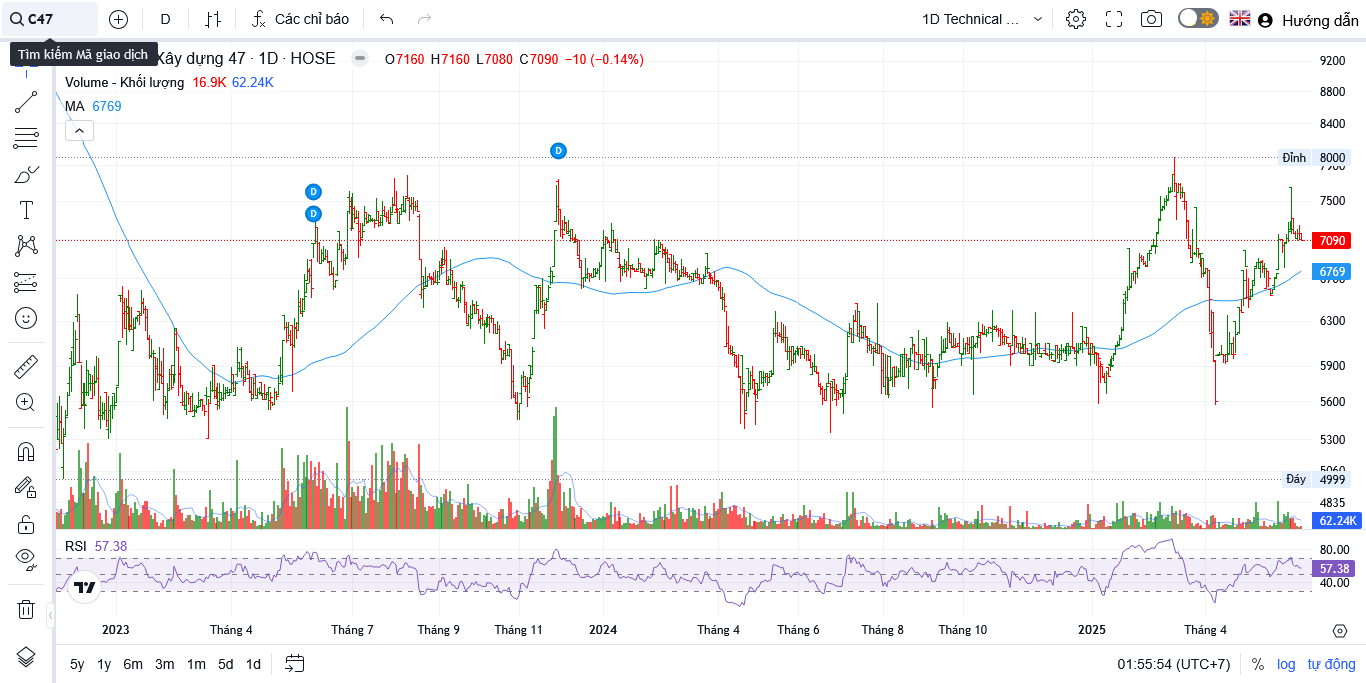 C47
D
Các chỉ báo
1D Technical ...
Hướng dẫn
Tìm kiếm Mã giao dịch
Xây dựng 47 · 1D · HOSE
O7160 H7160 L7080 C7090 −10 (−0.14%)
Volume - Khối lượng 16.9K 62.24K
MA 6769
D
D
D
9200
8800
8400
Đỉnh 8000
7900
7500
7090
6769
6700
6300
5900
5600
5300
5060
Đáy 4999
4835
62.24K
RSI 57.38
80.00
57.38
40.00
2023 Tháng 4 Tháng 7 Tháng 9 Tháng 11 2024 Tháng 4 Tháng 6 Tháng 8 Tháng 10 2025 Tháng 4
5y 1y 6m 3m 1m 5d 1d
01:55:54 (UTC+7) % log tự động